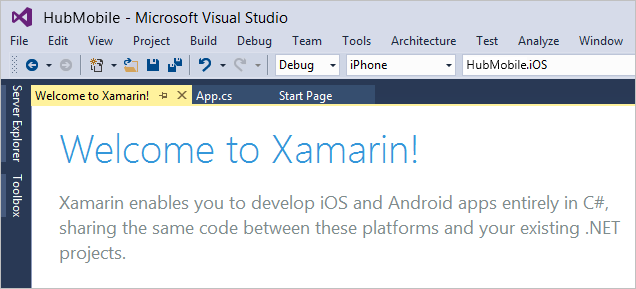 HubMobile - Microsoft Visual Studio
File Edit View Project Build Debug Team Tools Architecture Test Analyze Window
Debug iPhone HubMobile.iOS
Server Explorer
Toolbox
Welcome to Xamarin! App.cs Start Page
Welcome to Xamarin!
Xamarin enables you to develop iOS and Android apps entirely in C#,
sharing the same code between these platforms and your existing .NET
projects.